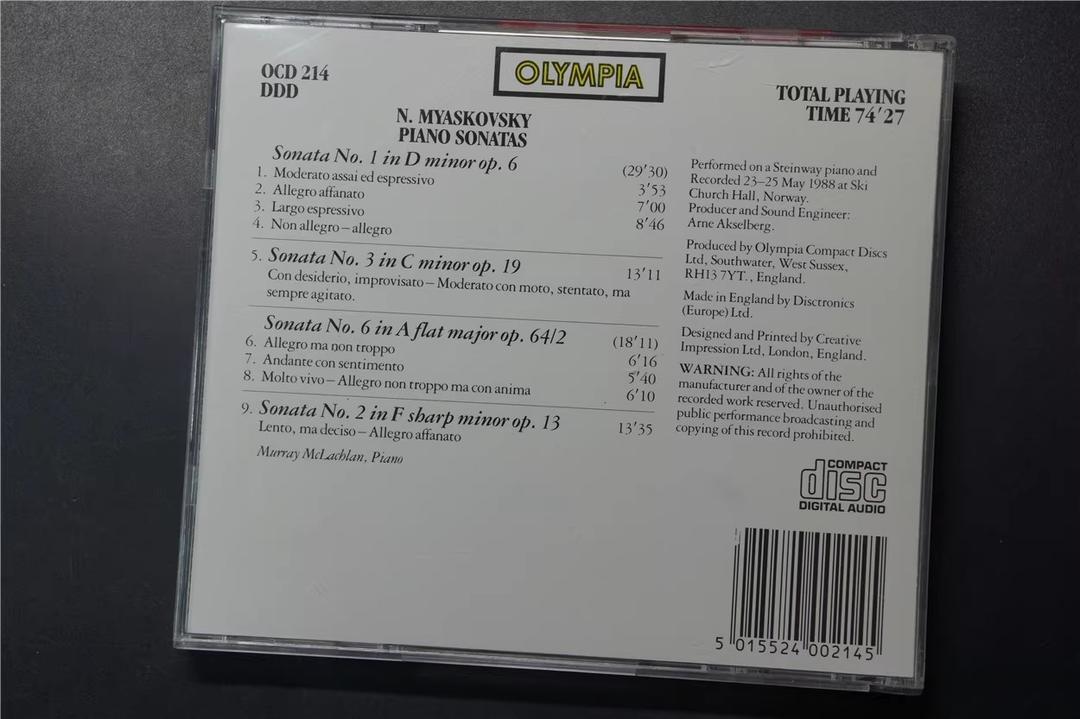 OCD 214
DDD
OLYMPIA
TOTAL PLAYING
TIME 74'27
N. MYASKOVSKY
PIANO SONATAS
Sonata No. 1 in D minor op. 6 (29'30)
1. Moderato assai ed espressivo 3'53
2. Allegro affanato 7'00
3. Largo espressivo 8'46
4. Non allegro – allegro
5. Sonata No. 3 in C minor op. 19 13'11
Con desiderio, improvisato – Moderato con moto, stentato, ma
sempre agitato.
Sonata No. 6 in A flat major op. 64/2 (18'11)
6. Allegro ma non troppo 6'16
7. Andante con sentimento 5'40
8. Molto vivo – Allegro non troppo ma con anima 6'10
9. Sonata No. 2 in F sharp minor op. 13 13'35
Lento, ma deciso – Allegro affanato
Murray McLachlan, Piano
Performed on a Steinway piano and
Recorded 23–25 May 1988 at Ski
Church Hall, Norway.
Producer and Sound Engineer:
Arne Akselberg.
Produced by Olympia Compact Discs
Ltd, Southwater, West Sussex,
RH13 7YT., England.
Made in England by Disctronics
(Europe) Ltd.
Designed and Printed by Creative
Impression Ltd, London, England.
WARNING: All rights of the
manufacturer and of the owner of the
recorded work reserved. Unauthorised
public performance broadcasting and
copying of this record prohibited.
COMPACT
disc
DIGITAL AUDIO
5 015524 002145